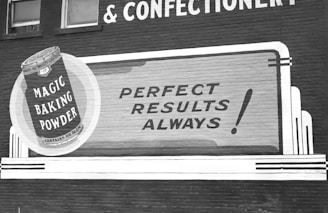 & CONFECTIONERY
MAGIC
BAKING
POWDER
PERFECT
RESULTS
ALWAYS!